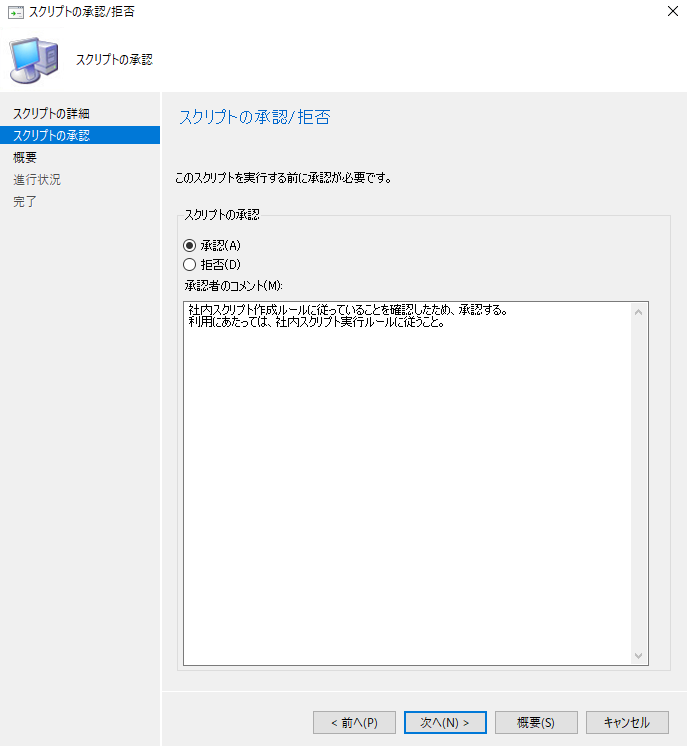 スクリプトの承認/拒否
スクリプトの承認
スクリプトの詳細
スクリプトの承認
概要
進行状況
完了
スクリプトの承認/拒否
このスクリプトを実行する前に承認が必要です。
スクリプトの承認
承認(A)
拒否(D)
承認者のコメント(M):
社内スクリプト作成ルールに従っていることを確認したため、承認する。
利用にあたっては、社内スクリプト実行ルールに従うこと。
< 前へ(P)
次へ(N) >
概要(S)
キャンセル